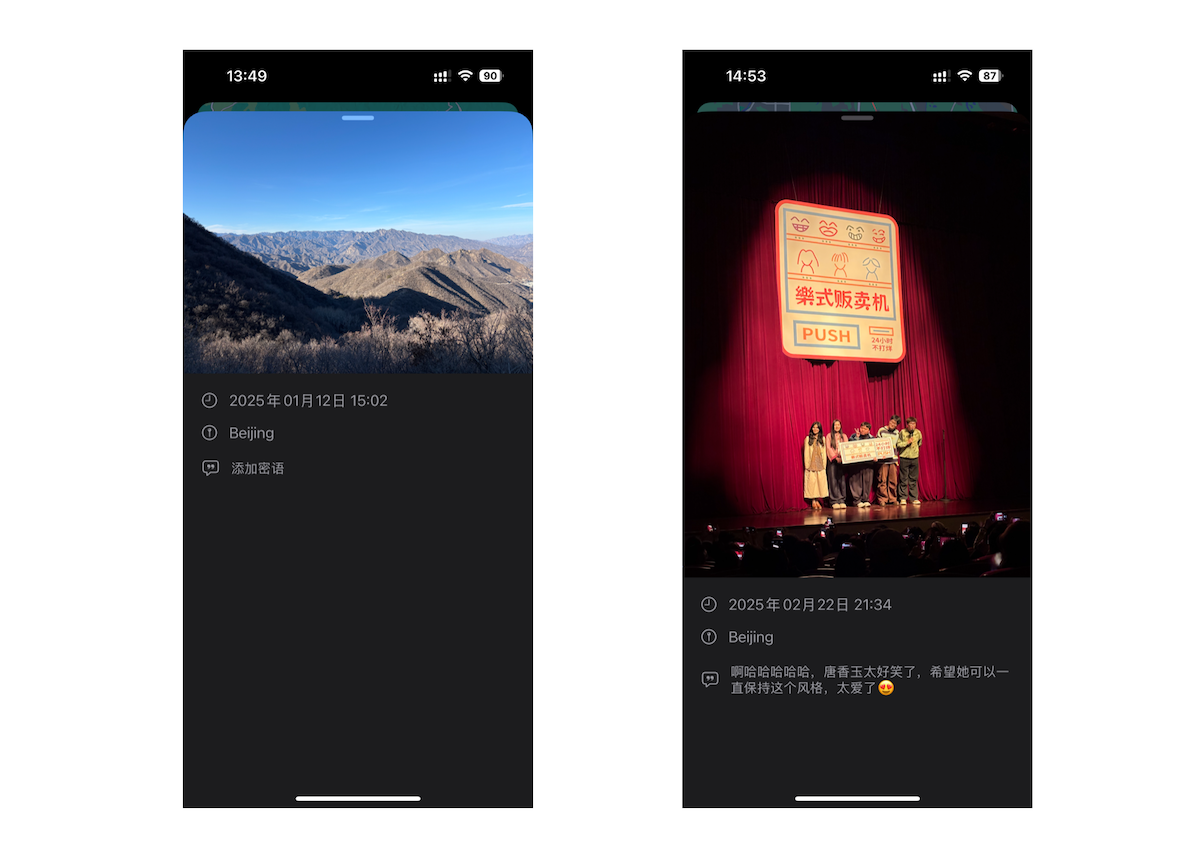 13:49
90
2025年01月12日 15:02
Beijing
添加密语
14:53
87
樂式贩卖机
PUSH
24小时
不打烊
2025年02月22日 21:34
Beijing
啊哈哈哈哈哈，唐香玉太好笑了，希望她可以一
直保持这个风格，太爱了😍